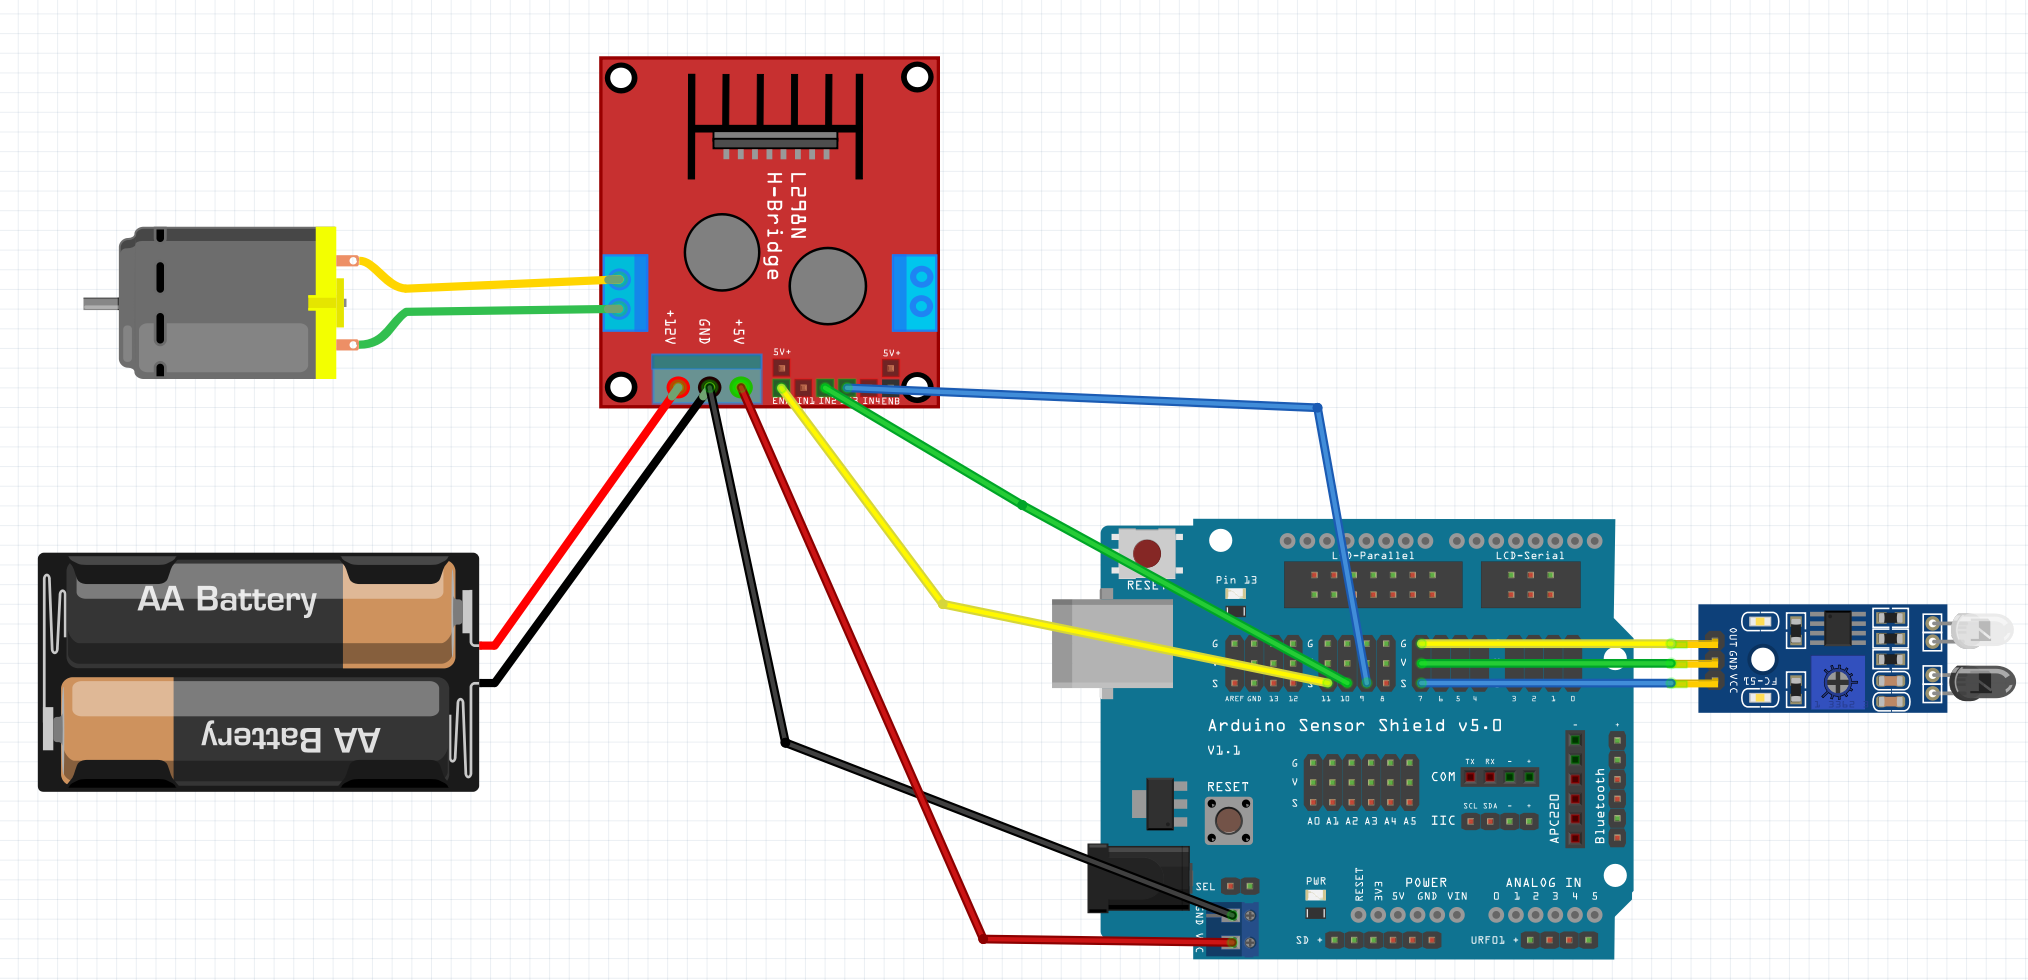 L298N
H-Bridge
+12V
GND
+5V
5V+
5V+
IN1
IN2
IN4
ENB
AA Battery
AA Battery
RESET
Pin 13
LCD-Parallel
LCD-Serial
G
G
G
V
S
S
AREF GND 13 12
11 10 9 8
7 6 5 4
3 2 1 0
Arduino Sensor Shield v5.0
V1.1
RESET
G
V
S
A0 A1 A2 A3 A4 A5
COM
TX RX - +
IIC
SCL SDA - +
APC220
-
Bluetooth
+
SEL
GND
PWR
RESET
3V3
POWER
5V GND VIN
ANALOG IN
0 1 2 3 4 5
SD +
URF01 +
OUT GND VCC
FC-51